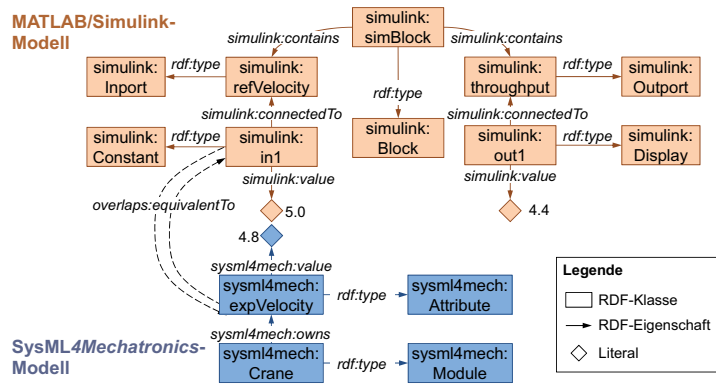 MATLAB/Simulink-
Modell
simulink:
simBlock
simulink:contains
simulink:contains
simulink:
Inport
rdf:type
simulink:
refVelocity
rdf:type
simulink:
throughput
rdf:type
simulink:
Outport
simulink:connectedTo
simulink:connectedTo
simulink:
Constant
rdf:type
simulink:
in1
simulink:
Block
simulink:
out1
rdf:type
simulink:
Display
simulink:value
simulink:value
overlaps:equivalentTo
5.0
4.4
4.8
sysml4mech:value
sysml4mech:
expVelocity
rdf:type
sysml4mech:
Attribute
sysml4mech:owns
SysML4Mechatronics-
Modell
sysml4mech:
Crane
rdf:type
sysml4mech:
Module
Legende
RDF-Klasse
RDF-Eigenschaft
Literal